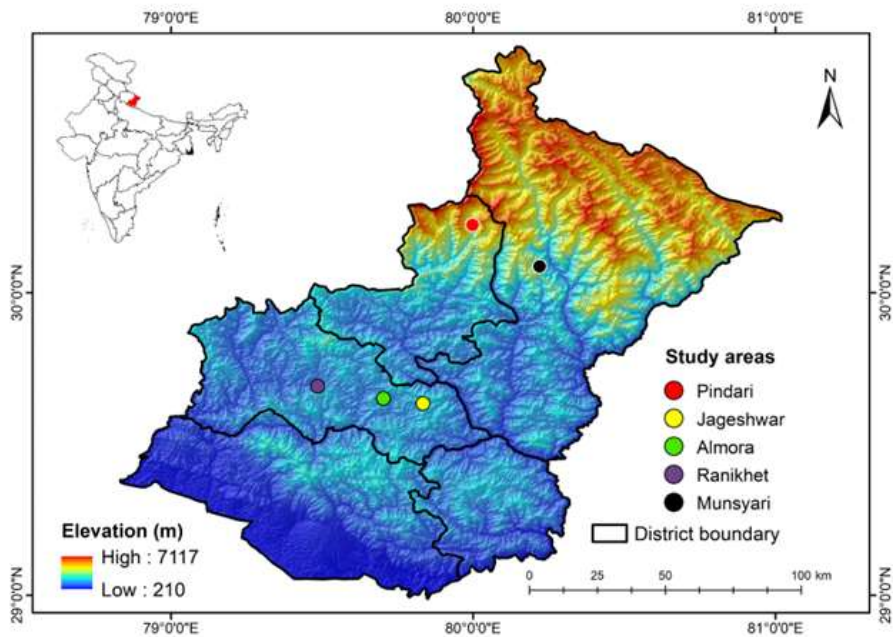 79°0'0"E 80°0'0"E 81°0'0"E
N
30°0'0"N 30°0'0"N
Study areas
Pindari
Jageshwar
Almora
Ranikhet
Munsyari
District boundary
Elevation (m)
High : 7117
Low : 210
0 25 50 100 km
29°0'0"N 29°0'0"N
79°0'0"E 80°0'0"E 81°0'0"E